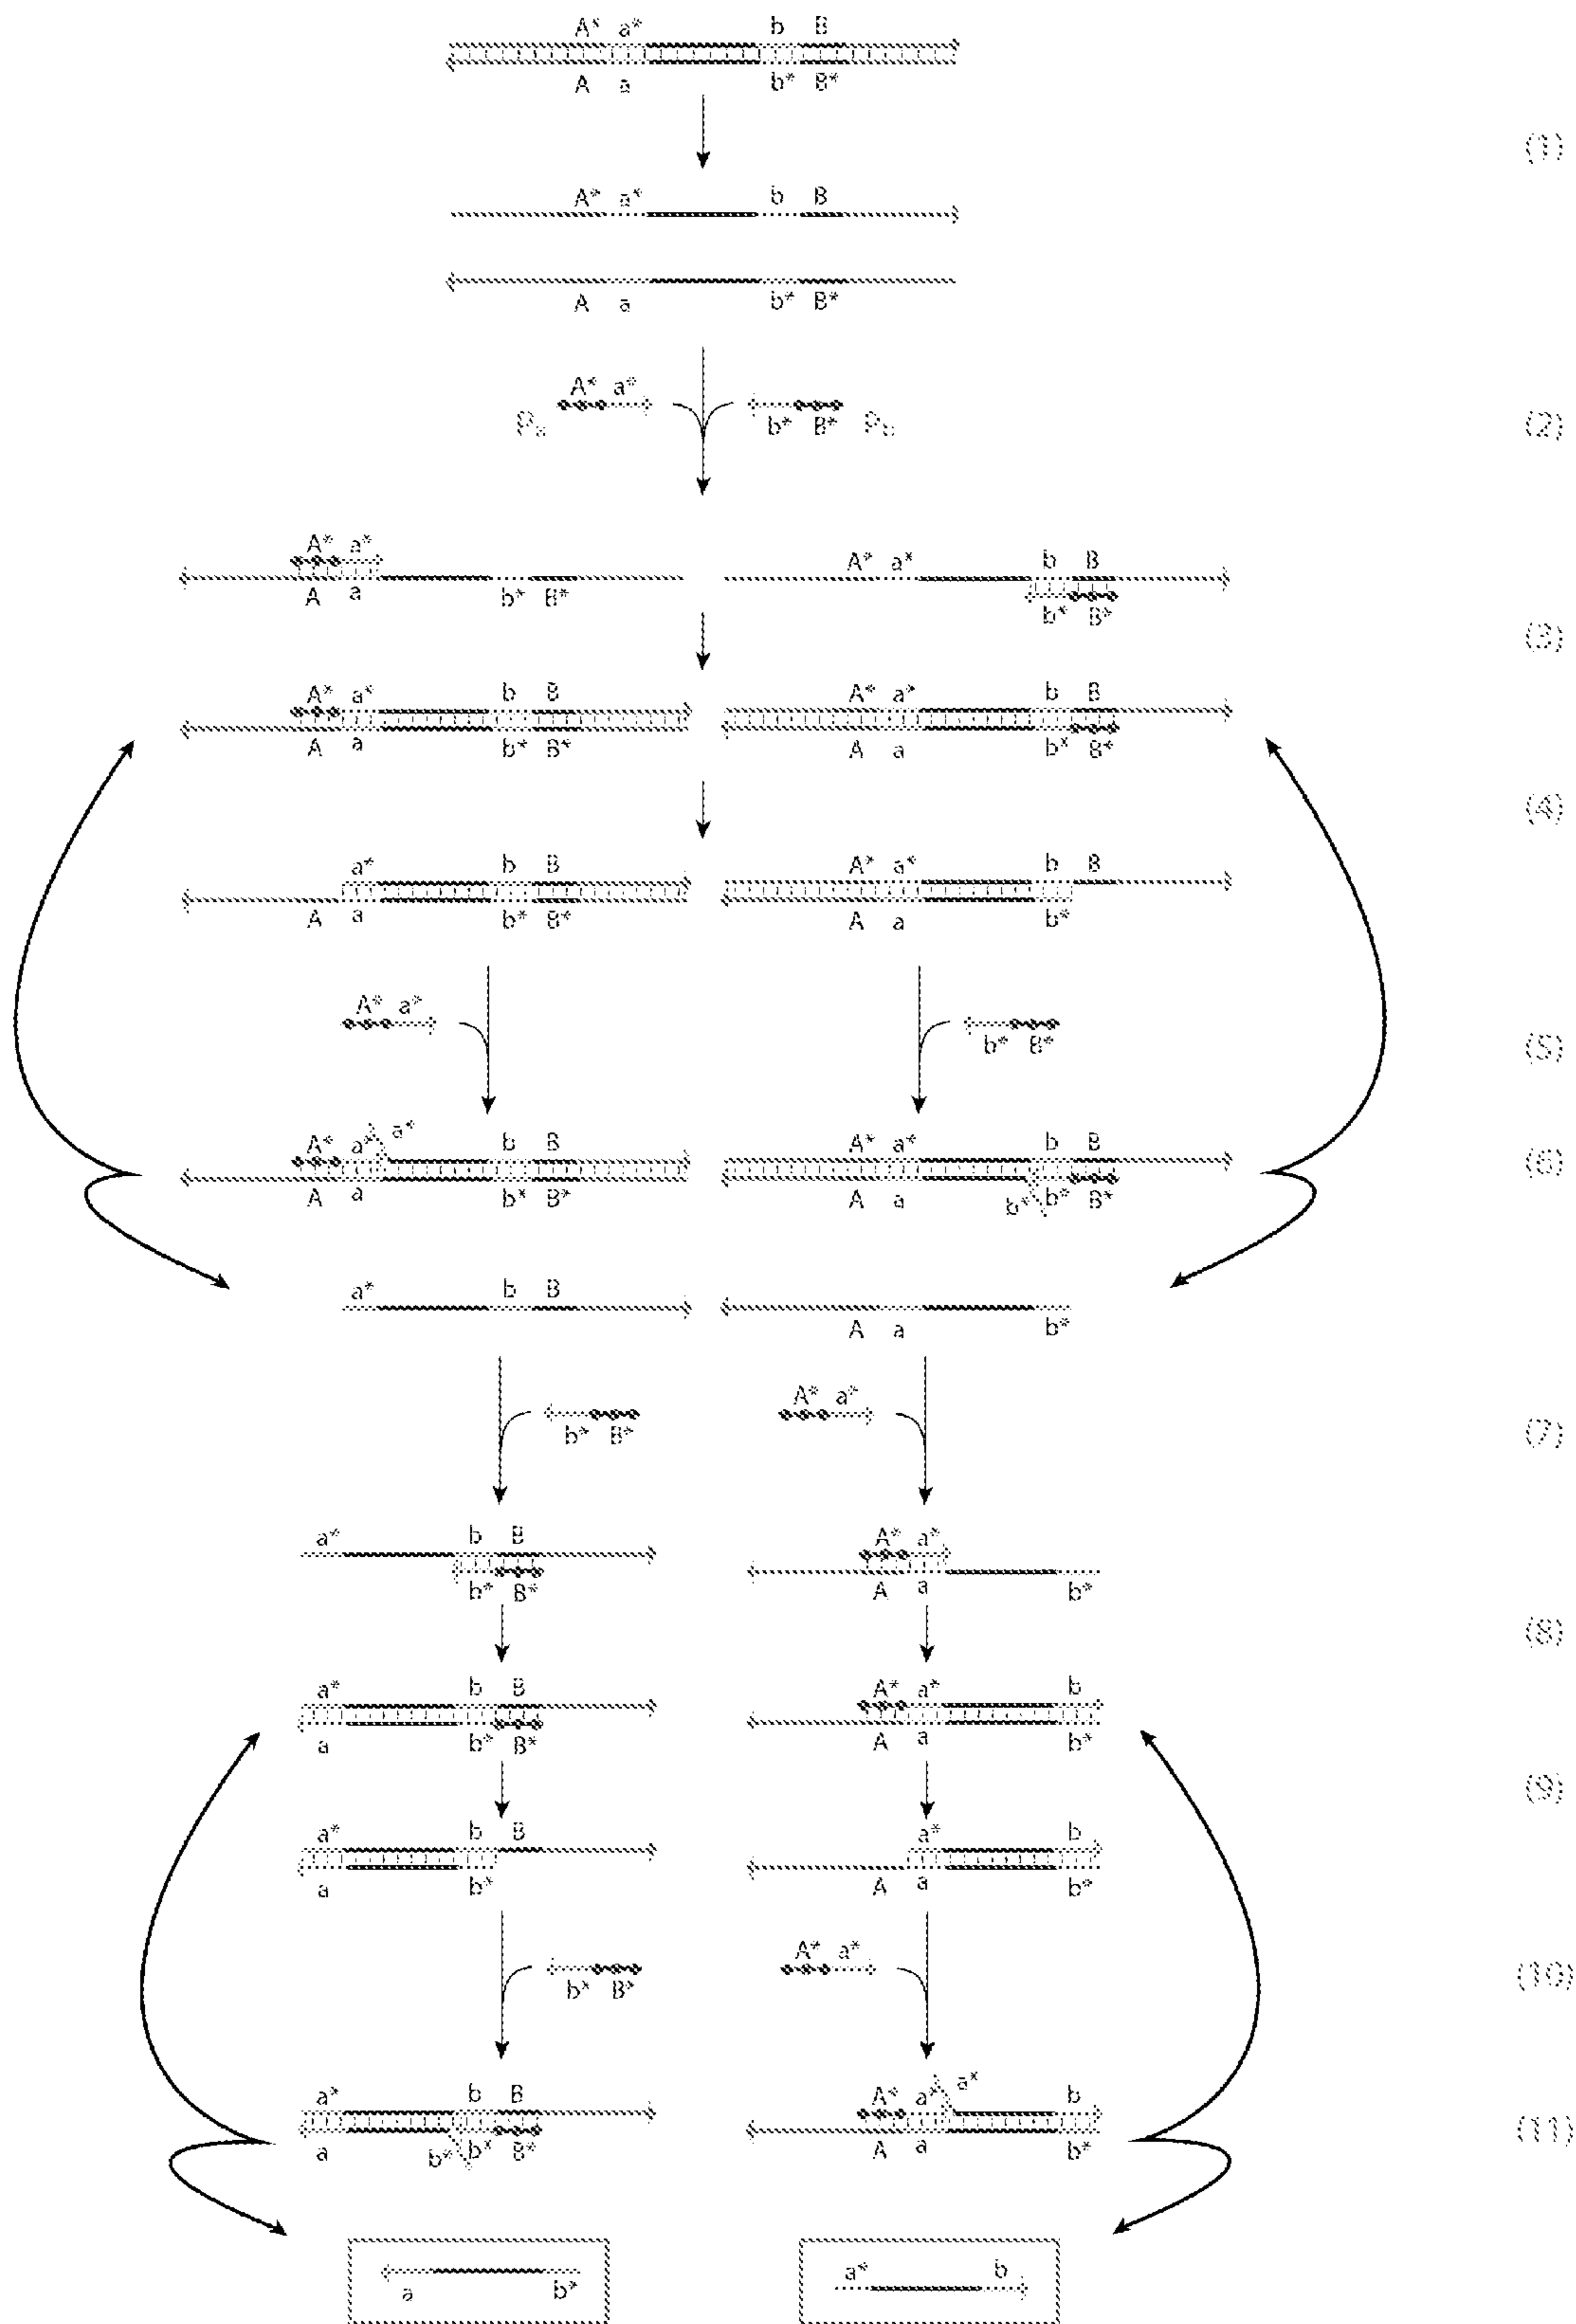 A* a* b B
A a b* B*
(1)
A* a* b B
A a b* B*
A* a*
Pa b* B* Pb
(2)
A* a* A* a* b B
A a b* B* b* B*
(3)
A* a* b B A* a* b B
A a b* B* A a b* B*
(4)
a* b B A* a* b B
A a b* B* A a b*
A* a*
b* B*
(5)
A* a* a* b B A* a* b B
(6)
A a b* B* A a b* b* B*
a* b B
A a b*
A* a*
b* B*
(7)
a* b B A* a*
b* B* A a b*
(8)
a* b B A* a* b
a b* B* A a b*
(9)
a* b B a* b
a b* A a b*
A* a*
b* B*
(10)
a* b B A* a* a* b
(11)
a b* b* B* A a b*
a* b
a b*